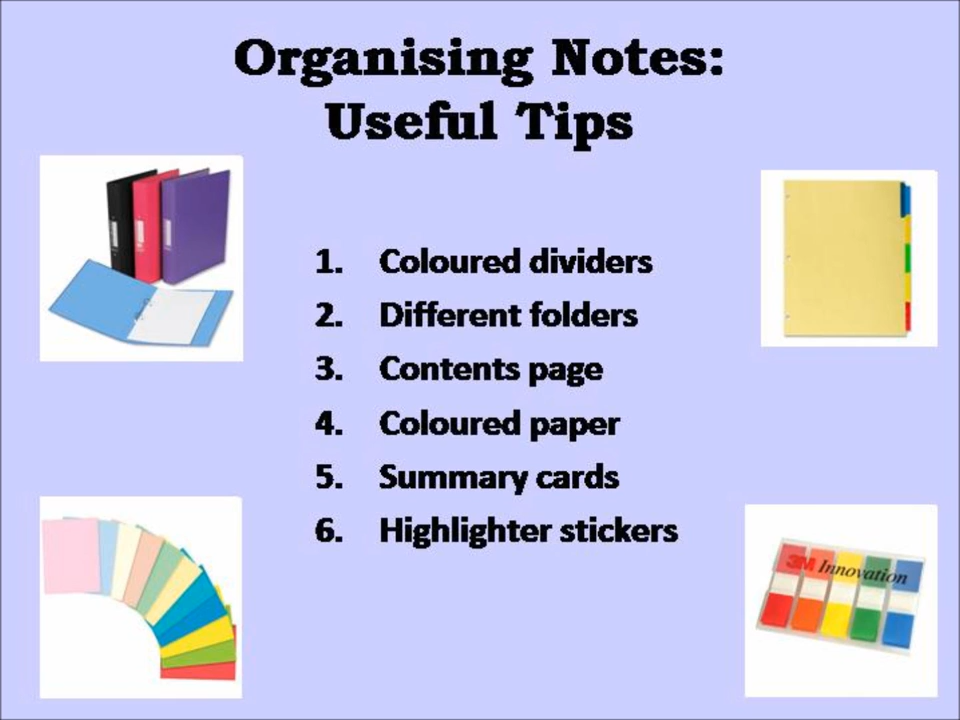 Organising Notes:
Useful Tips
1. Coloured dividers
2. Different folders
3. Contents page
4. Coloured paper
5. Summary cards
6. Highlighter stickers
3M Innovation